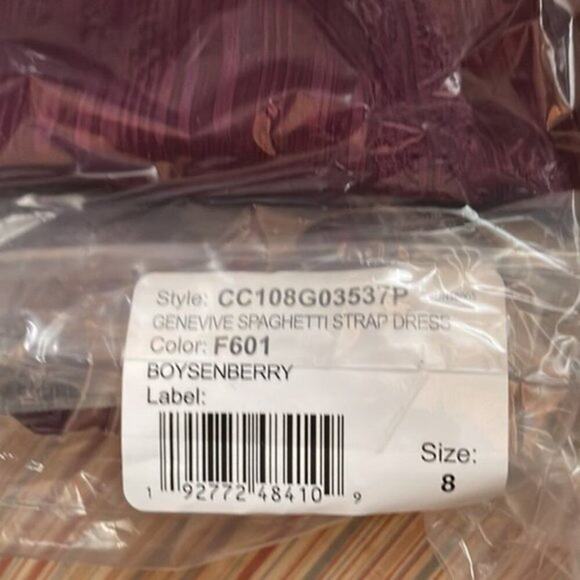 Style: CC108G03537P
GENEVIVE SPAGHETTI STRAP DRESS
Color: F601
BOYSENBERRY
Label:
1 92772 48410 9
Size:
8